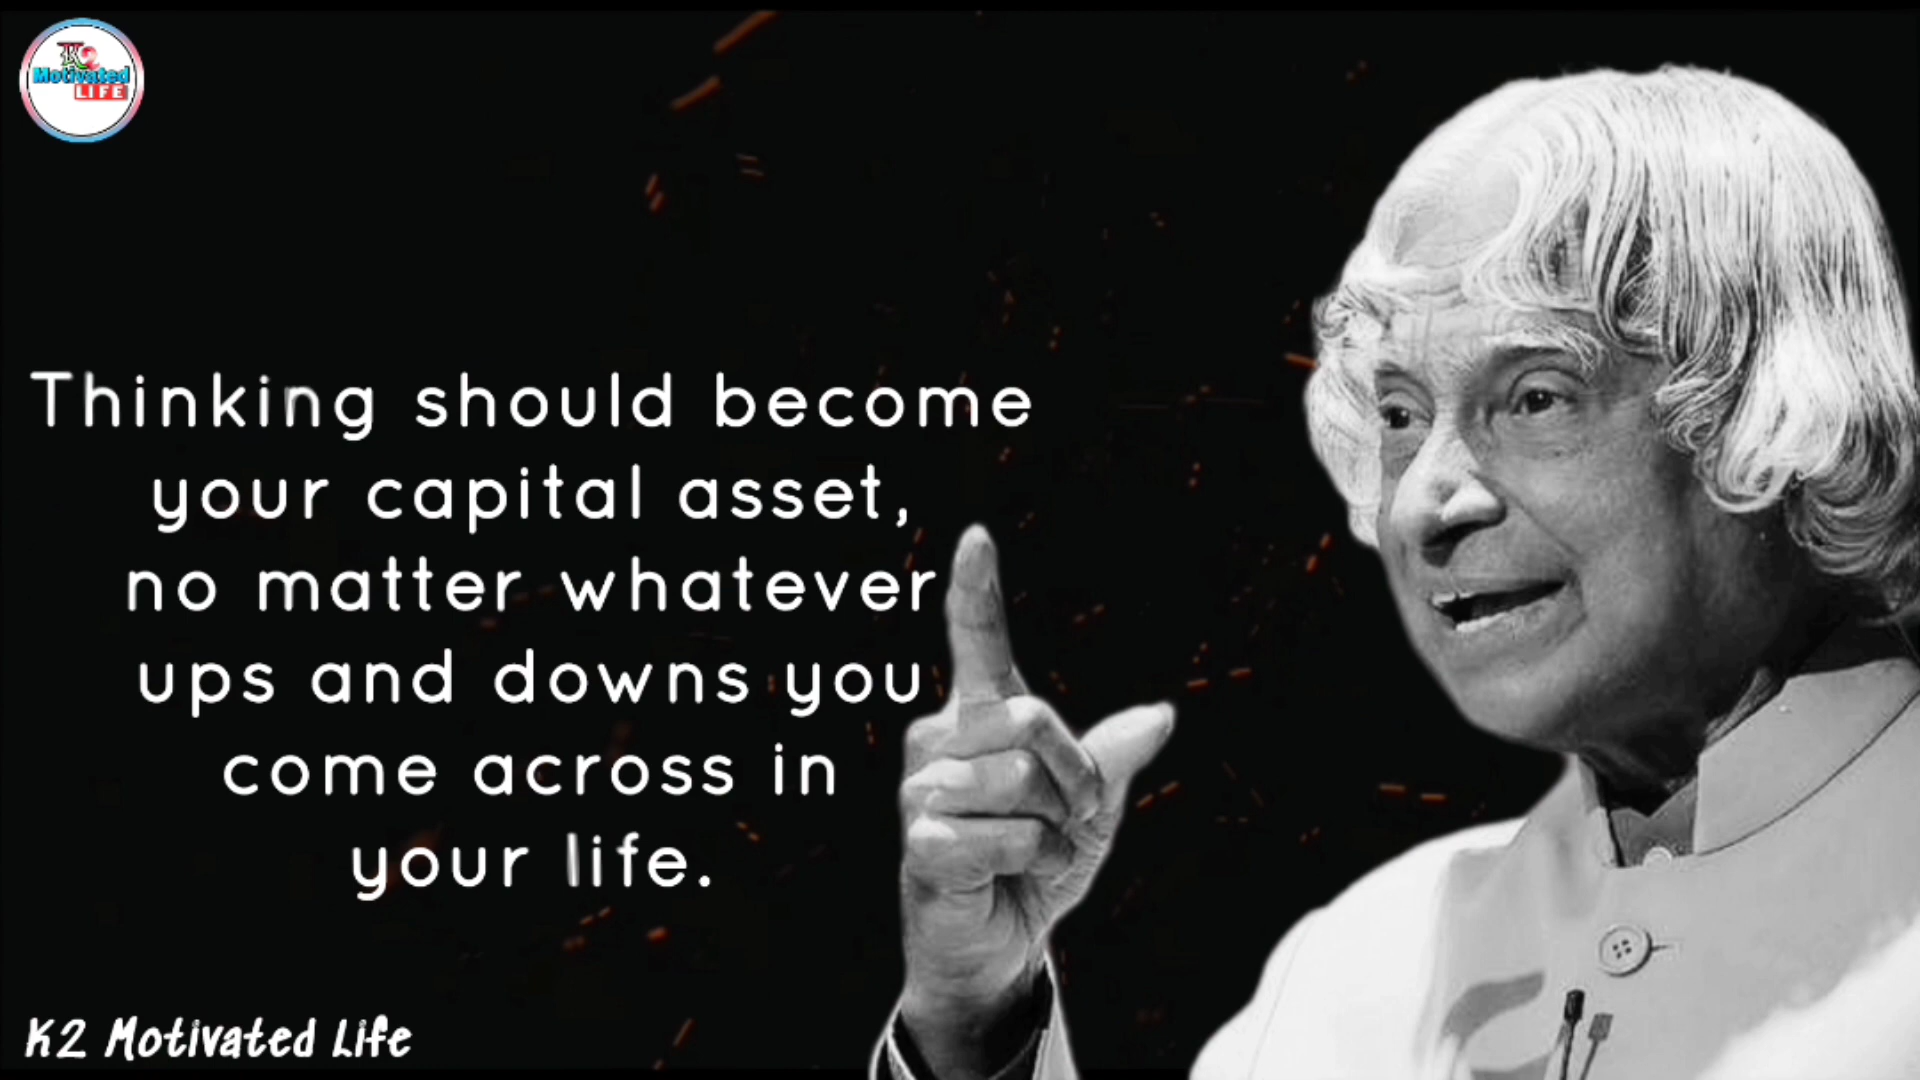 K2
Motivated
LIFE
Thinking should become
your capital asset,
no matter whatever
ups and downs you
come across in
your life.
K2 Motivated Life